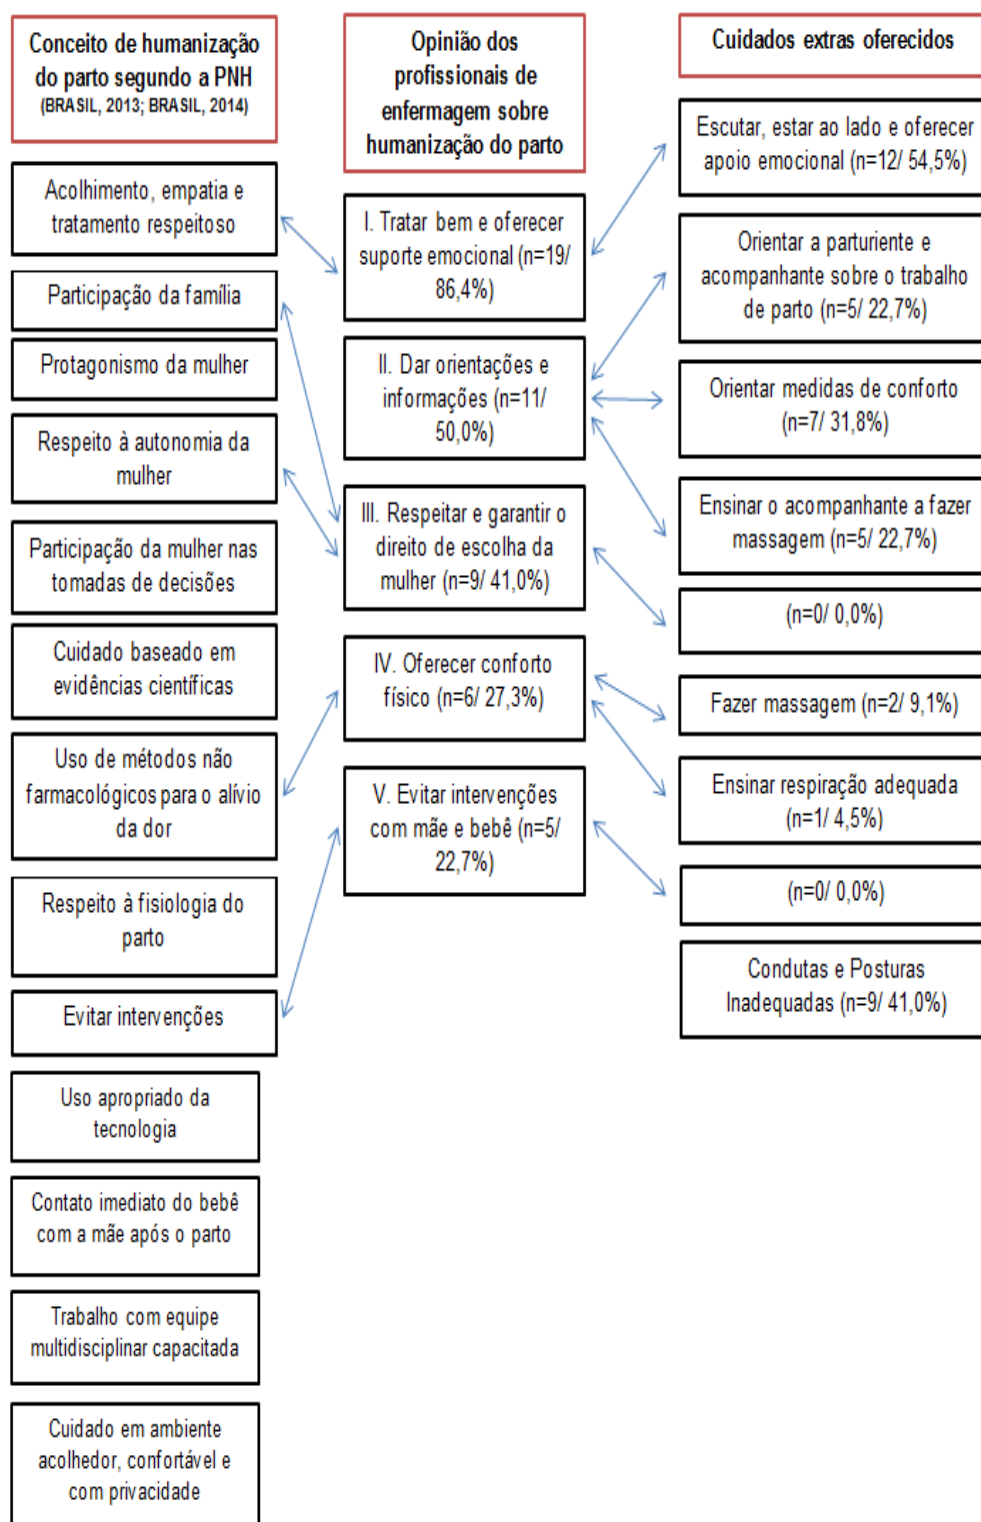 Conceito de humanização
do parto segundo a PNH
(BRASIL, 2013; BRASIL, 2014)
Acolhimento, empatia e
tratamento respeitoso
Participação da família
Protagonismo da mulher
Respeito à autonomia da
mulher
Participação da mulher nas
tomadas de decisões
Cuidado baseado em
evidências científicas
Uso de métodos não
farmacológicos para o alívio
da dor
Respeito à fisiologia do
parto
Evitar intervenções
Uso apropriado da
tecnologia
Contato imediato do bebê
com a mãe após o parto
Trabalho com equipe
multidisciplinar capacitada
Cuidado em ambiente
acolhedor, confortável e
com privacidade
Opinião dos
profissionais de
enfermagem sobre
humanização do parto
I. Tratar bem e oferecer
suporte emocional (n=19/
86,4%)
II. Dar orientações e
informações (n=11/
50,0%)
III. Respeitar e garantir o
direito de escolha da
mulher (n=9/ 41,0%)
IV. Oferecer conforto
físico (n=6/ 27,3%)
V. Evitar intervenções
com mãe e bebê (n=5/
22,7%)
Cuidados extras oferecidos
Escutar, estar ao lado e oferecer
apoio emocional (n=12/ 54,5%)
Orientar a parturiente e
acompanhante sobre o trabalho
de parto (n=5/ 22,7%)
Orientar medidas de conforto
(n=7/ 31,8%)
Ensinar o acompanhante a fazer
massagem (n=5/ 22,7%)
(n=0/ 0,0%)
Fazer massagem (n=2/ 9,1%)
Ensinar respiração adequada
(n=1/ 4,5%)
(n=0/ 0,0%)
Condutas e Posturas
Inadequadas (n=9/ 41,0%)